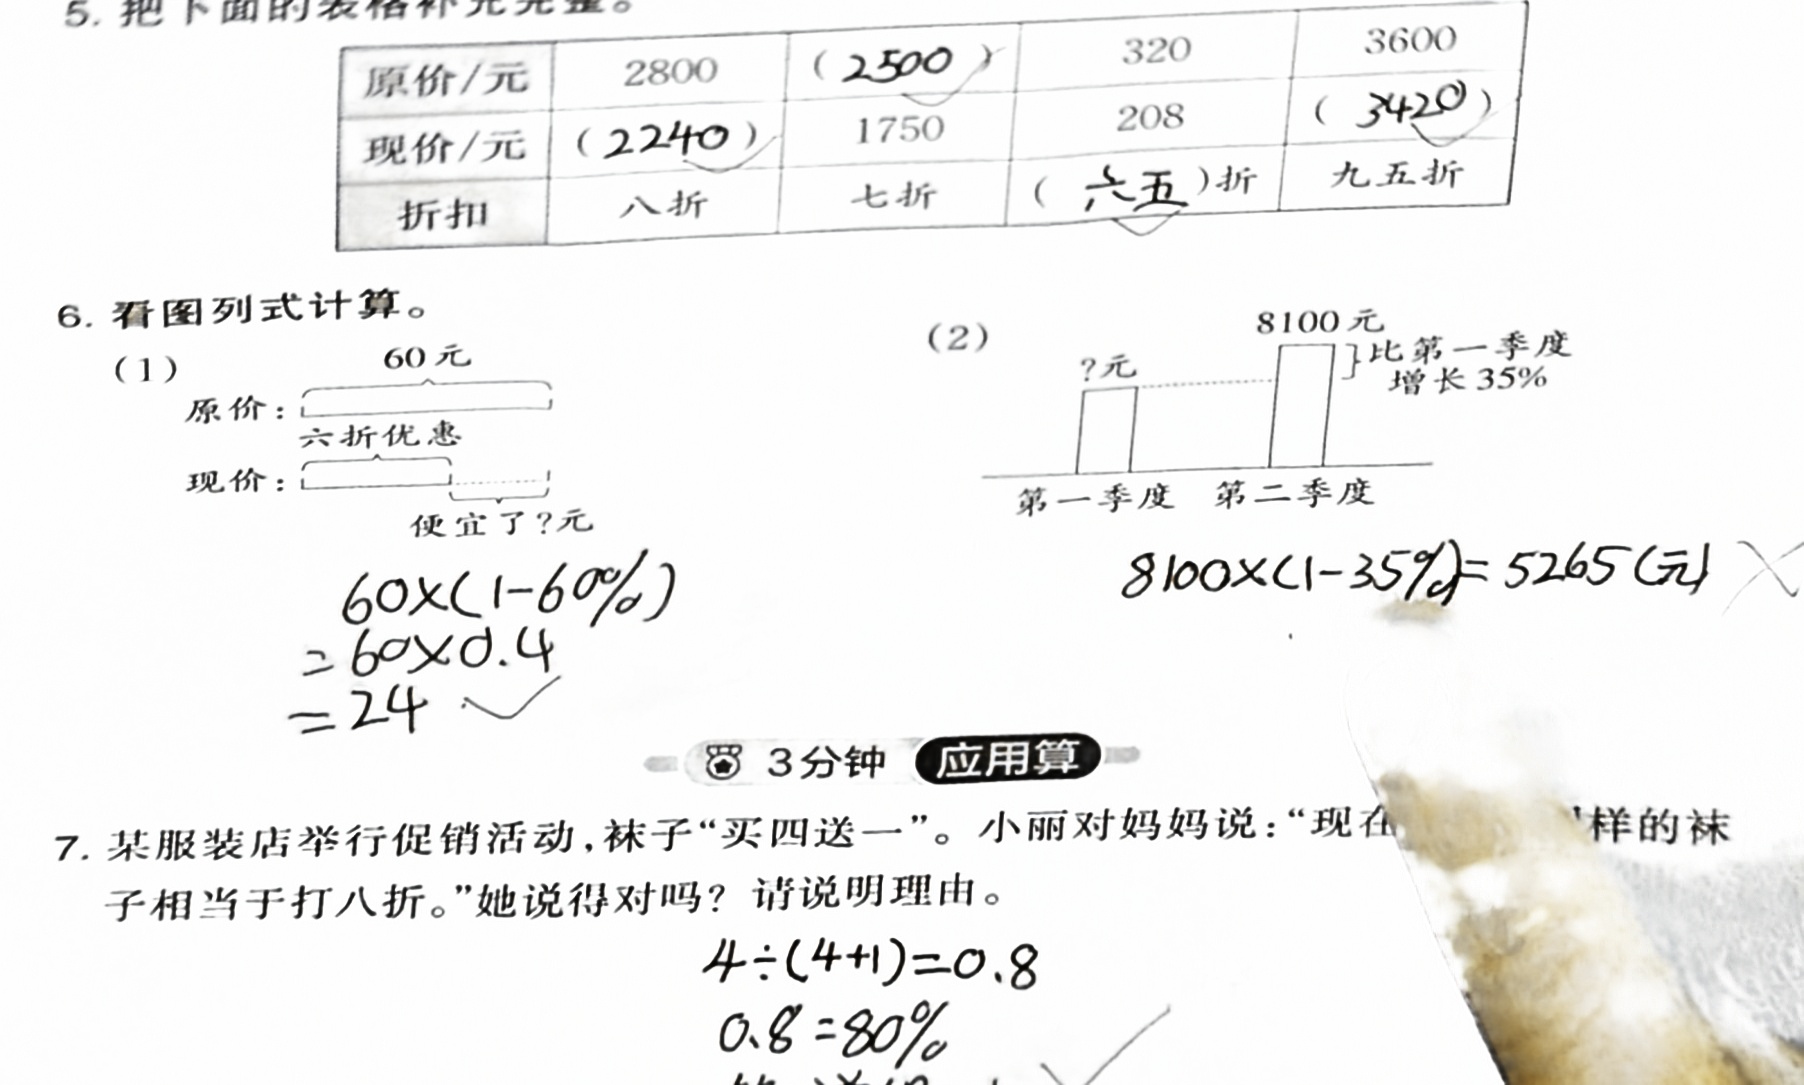 5. 把下面的表格补充完整。
原价/元 2800 (2500) 320 3600
现价/元 (2240) 1750 208 (3420)
折扣 八折 七折 (六五)折 九五折
6. 看图列式计算。
(1)
60元
原价:
六折优惠
现价:
便宜了?元
60×(1-60%)
=60×0.4
=24
(2)
8100元
?元
比第一季度
增长35%
第一季度 第二季度
8100×(1-35%)=5265(元)
3分钟 应用算
7. 某服装店举行促销活动,袜子“买四送一”。小丽对妈妈说:“现在 样的袜
子相当于打八折。”她说得对吗?请说明理由。
4÷(4+1)=0.8
0.8=80%